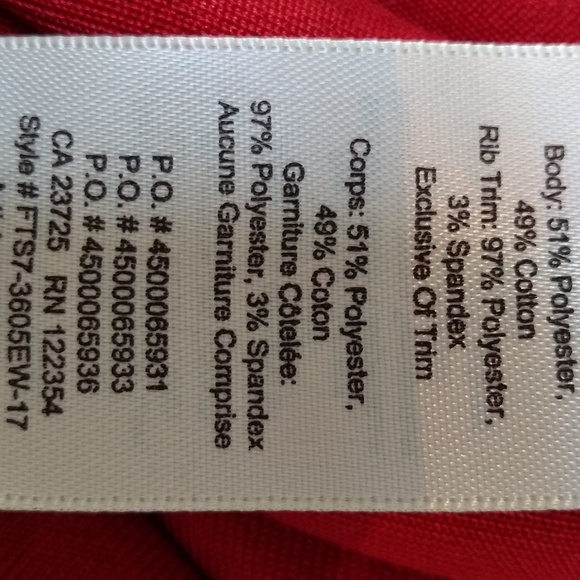 Body: 51% Polyester,
49% Cotton
Rib Trim: 97% Polyester,
3% Spandex
Exclusive Of Trim
Corps: 51% Polyester,
49% Coton
Garniture Côtelée:
97% Polyester, 3% Spandex
Aucune Garniture Comprise
P.O. # 4500065931
P.O. # 4500065933
P.O. # 4500065936
CA 23725 RN 122354
Style # FTS7-3605EW-17